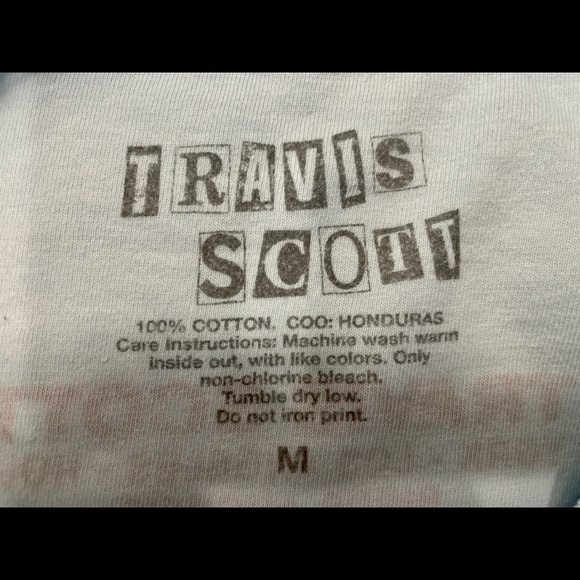 TRAVIS
SCOTT
100% COTTON. COO: HONDURAS
Care Instructions: Machine wash warm
inside out, with like colors. Only
non-chlorine bleach.
Tumble dry low.
Do not iron print.
M